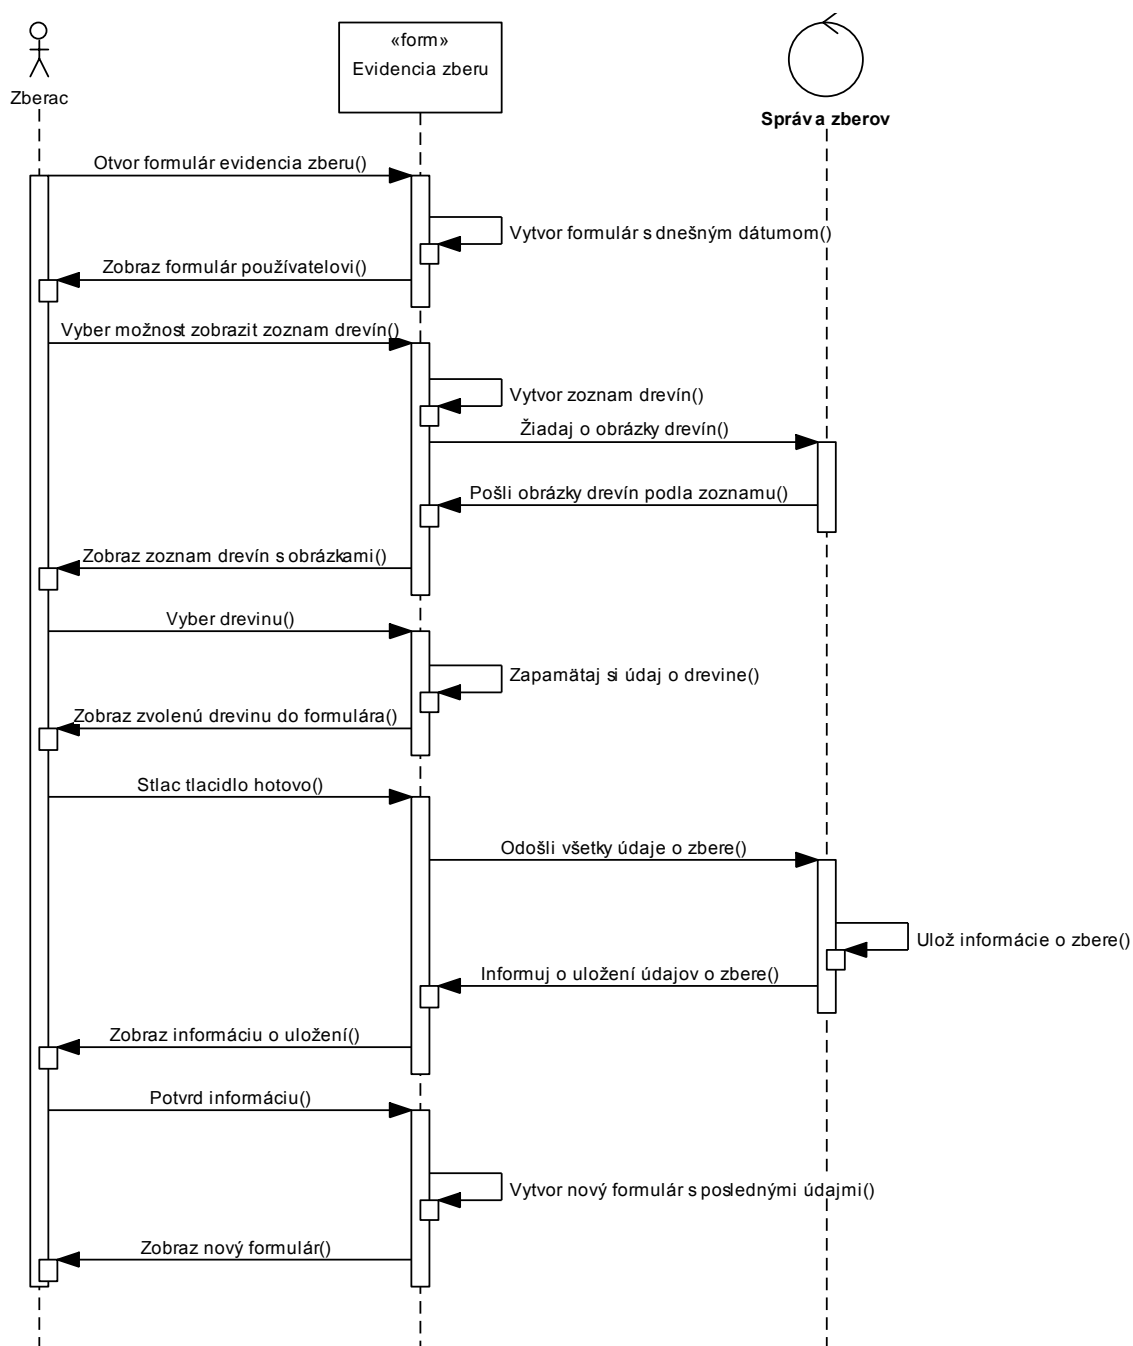 «form»
Evidencia zberu
Zberac
Správa zberov
Otvor formulár evidencia zberu()
Vytvor formulár s dnešným dátumom()
Zobraz formulár používatelovi()
Vyber možnost zobrazit zoznam drevín()
Vytvor zoznam drevín()
Žiadaj o obrázky drevín()
Pošli obrázky drevín podla zoznamu()
Zobraz zoznam drevín s obrázkami()
Vyber drevinu()
Zapamätaj si údaj o drevine()
Zobraz zvolenú drevinu do formulára()
Stlac tlacidlo hotovo()
Odošli všetky údaje o zbere()
Ulož informácie o zbere()
Informuj o uložení údajov o zbere()
Zobraz informáciu o uložení()
Potvrd informáciu()
Vytvor nový formulár s poslednými údajmi()
Zobraz nový formulár()